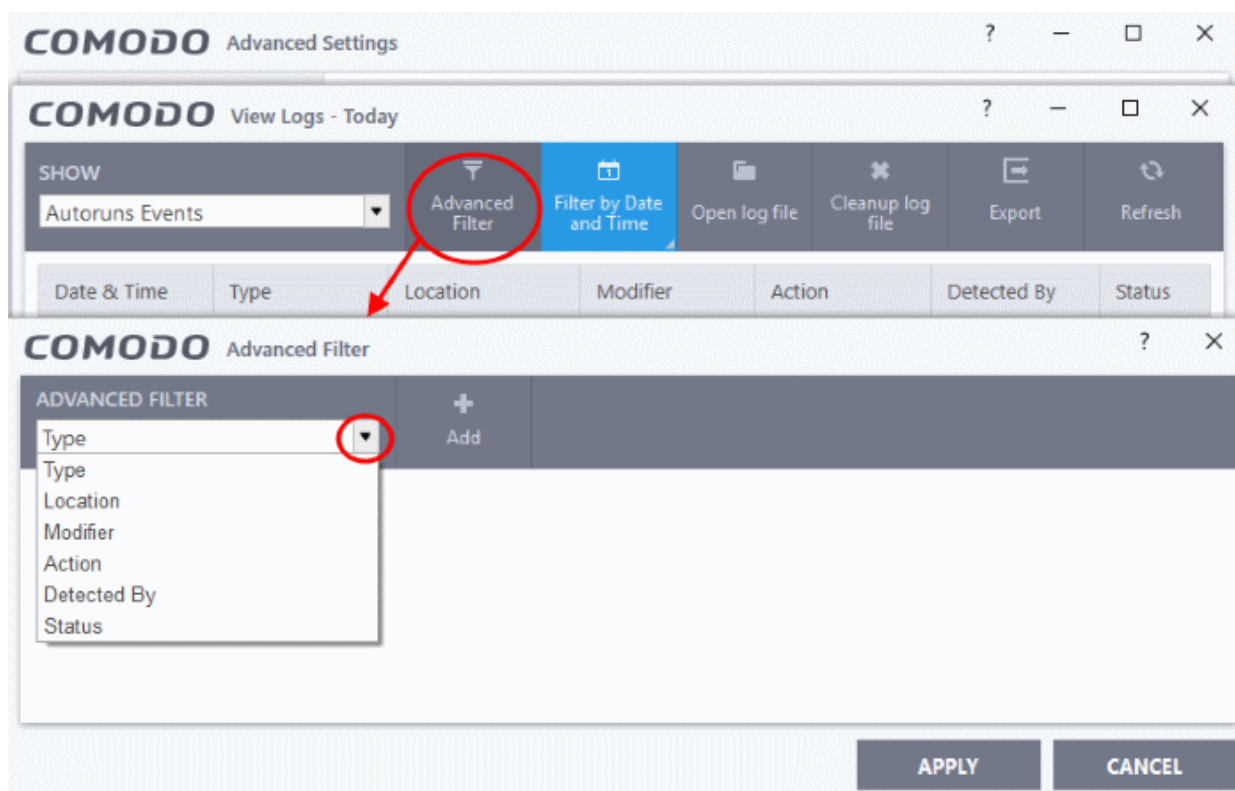 COMODO Advanced Settings ?
COMODO View Logs - Today ?
SHOW
Autoruns Events
Advanced
Filter
Filter by Date
and Time
Open log file
Cleanup log
file
Export
Refresh
Date & Time Type Location Modifier Action Detected By Status
COMODO Advanced Filter ?
ADVANCED FILTER
Type
Add
Type
Location
Modifier
Action
Detected By
Status
APPLY CANCEL